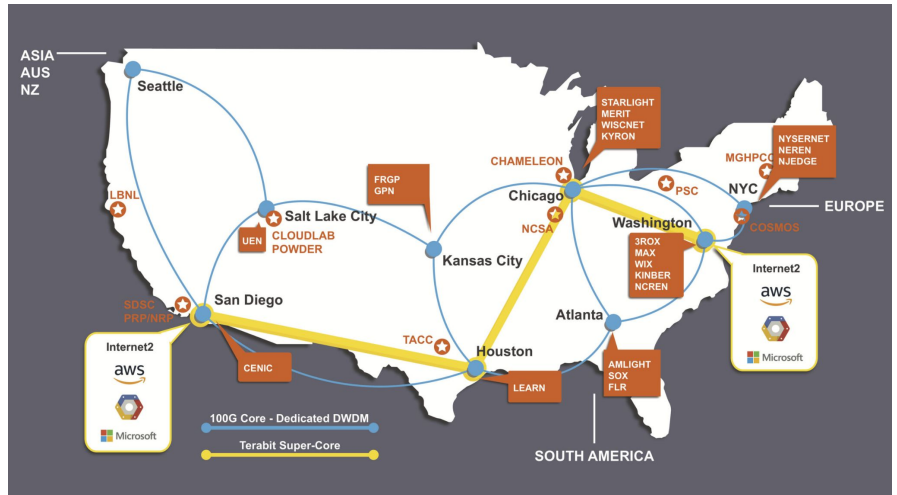 ASIA
AUS
NZ
Seattle
LBNL
Salt Lake City
UEN
CLOUDLAB
POWDER
FRGP
GPN
Kansas City
CHAMELEON
STARLIGHT
MERIT
WISCNET
KYRON
Chicago
NCSA
PSC
MGHPCC
NYSERNET
NEREN
NJEDGE
NYC
EUROPE
COSMOS
Washington
3ROX
MAX
WIX
KINBER
NCREN
Internet2
aws
Microsoft
SDSC
PRP/NRP
San Diego
Internet2
aws
Microsoft
CENIC
TACC
Houston
LEARN
Atlanta
AMLIGHT
SOX
FLR
SOUTH AMERICA
100G Core - Dedicated DWDM
Terabit Super-Core